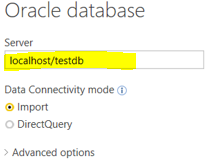 Oracle database
Server
localhost/testdb
Data Connectivity mode ⓘ
Import
DirectQuery
Advanced options